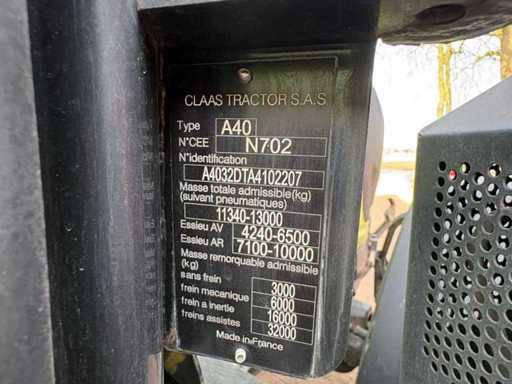 CLAAS TRACTOR S.A.S
Type A40
N°CEE N702
N°identification
A4032DTA4102207
Masse totale admissible(kg)
(suivant pneumatiques)
11340-13000
Essieu AV 4240-6500
Essieu AR 7100-10000
Masse remorquable admissible
(kg)
sans frein 3000
frein mecanique 6000
frein a inertie 16000
freins assistes 32000
Made in France